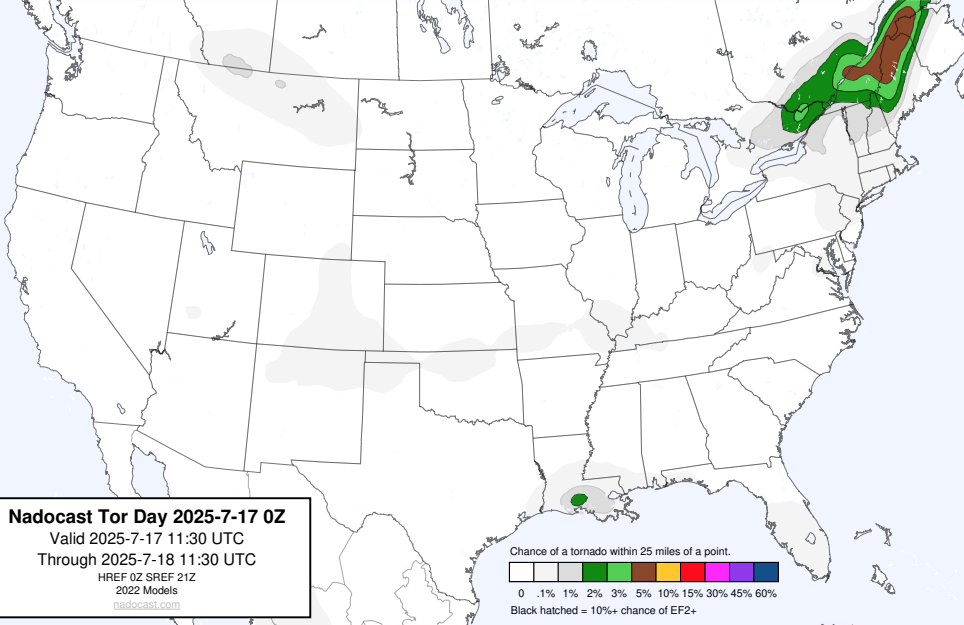 Nadocast Tor Day 2025-7-17 0Z
Valid 2025-7-17 11:30 UTC
Through 2025-7-18 11:30 UTC
HREF 0Z SREF 21Z
2022 Models
nadocast.com
Chance of a tornado within 25 miles of a point.
0 .1% 1% 2% 3% 5% 10% 15% 30% 45% 60%
Black hatched = 10%+ chance of EF2+